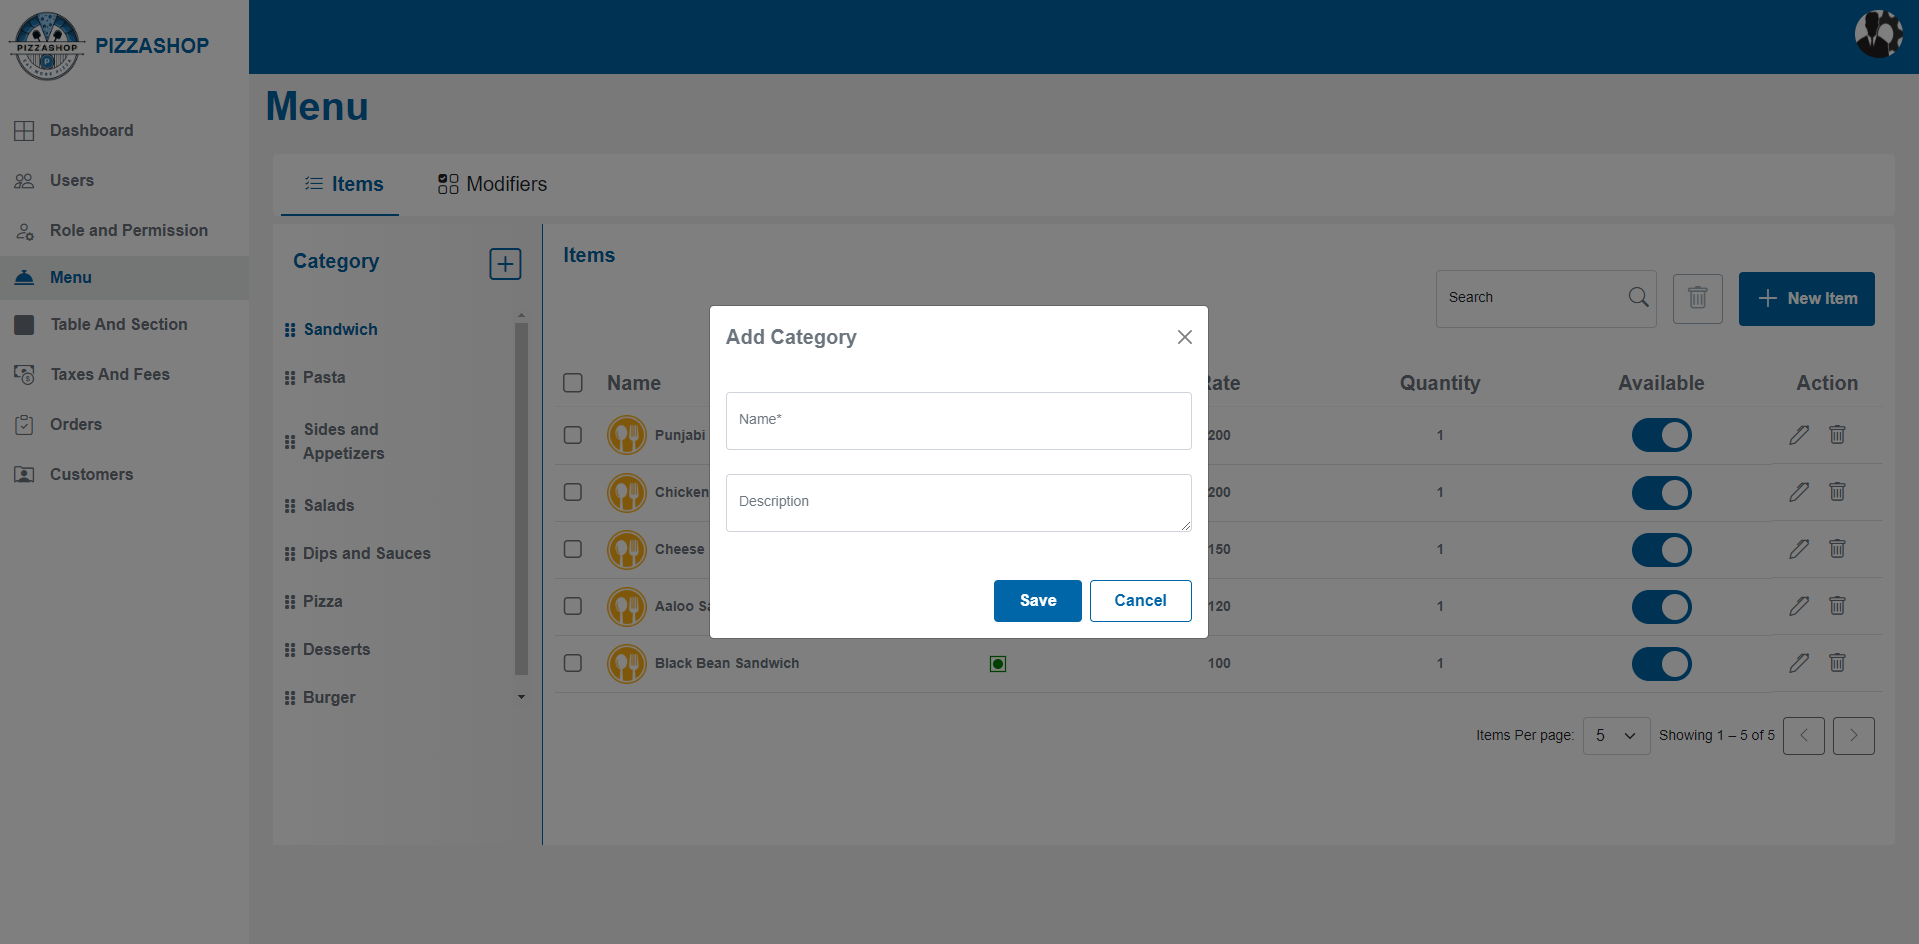 PIZZASHOP
PIZZASHOP
Dashboard
Users
Role and Permission
Menu
Table And Section
Taxes And Fees
Orders
Customers
Menu
Items
Modifiers
Category
Sandwich
Pasta
Sides and
Appetizers
Salads
Dips and Sauces
Pizza
Desserts
Burger
Items
Search
New Item
Name
Quantity
Available
Action
Punjabi
200
1
Chicken
200
1
Cheese
150
1
Aaloo
120
1
Black Bean Sandwich
100
1
Items Per page:
5
Showing 1 – 5 of 5
Add Category
Name*
Description
Save
Cancel